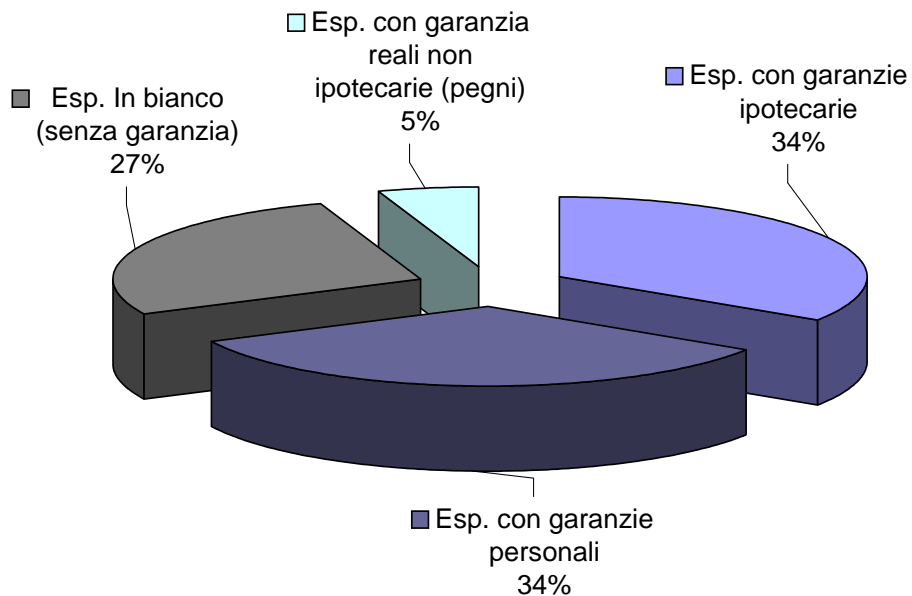 Esp. con garanzia
reali non
ipotecarie (pegni)
5%
Esp. con garanzie
ipotecarie
34%
Esp. In bianco
(senza garanzia)
27%
Esp. con garanzie
personali
34%